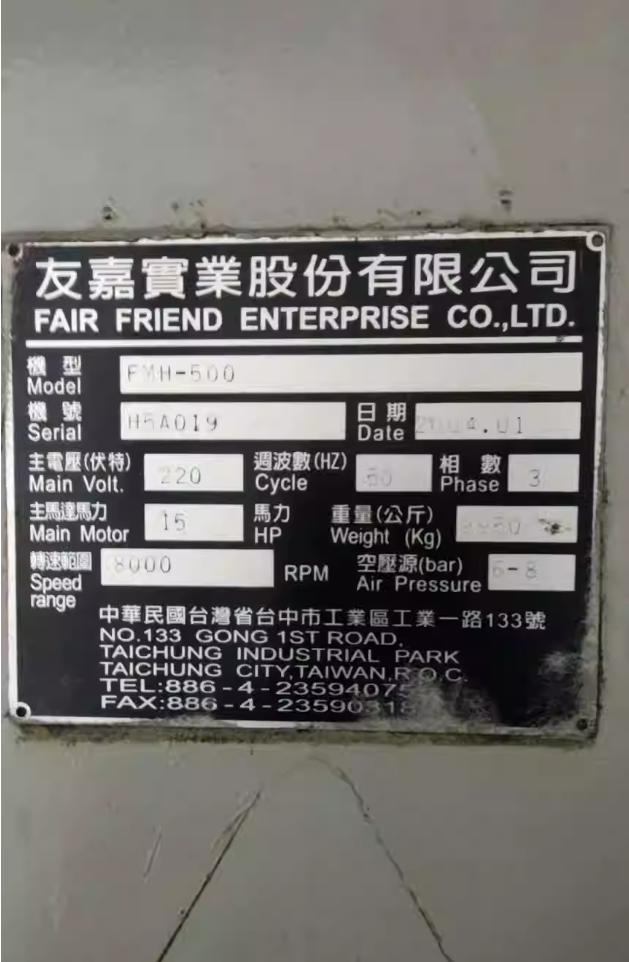 友嘉實業股份有限公司
FAIR FRIEND ENTERPRISE CO.,LTD.
機型 Model FMH-500
機號 Serial H5A019 日期 Date 2004.01
主電壓(伏特) Main Volt. 220 週波數(HZ) Cycle 60 相數 Phase 3
主馬達馬力 Main Motor 15 馬力 HP 重量(公斤) Weight (Kg)
轉速範圍 Speed range 8000 RPM 空壓源(bar) Air Pressure 6-8
中華民國台灣省台中市工業區工業一路133號
NO.133 GONG 1ST ROAD,
TAICHUNG INDUSTRIAL PARK
TAICHUNG CITY,TAIWAN,R.O.C.
TEL:886-4-2359407
FAX:886-4-23590318